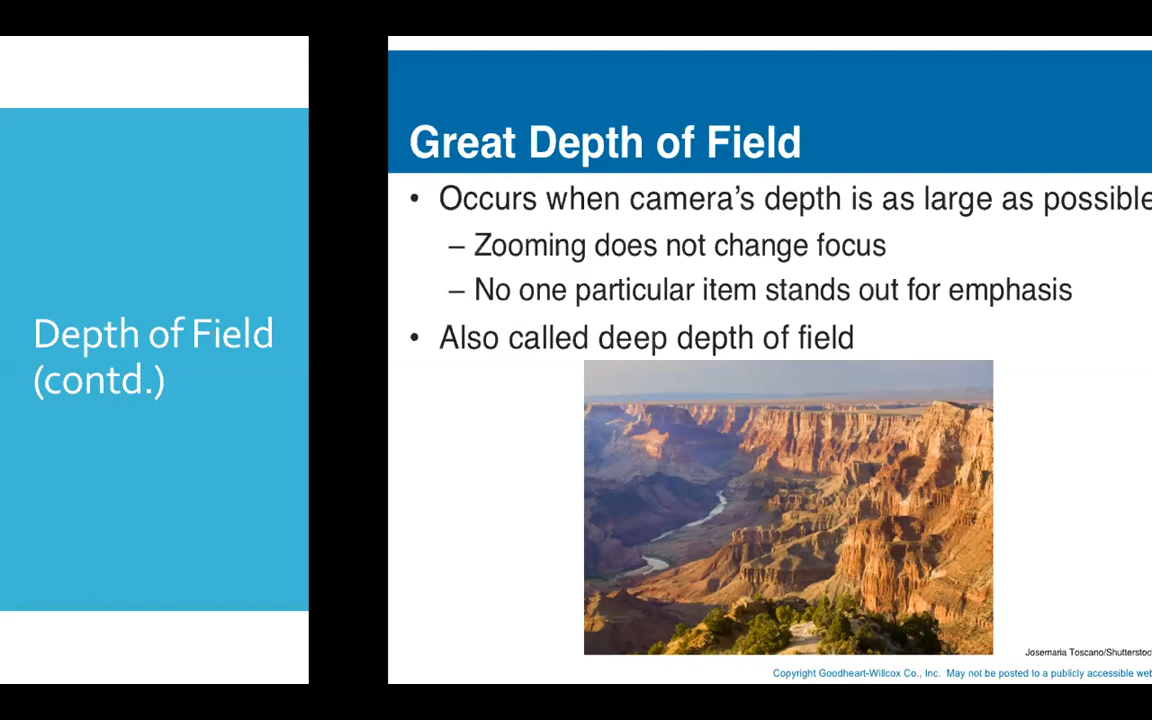 Depth of Field
(contd.)
Great Depth of Field
• Occurs when camera's depth is as large as possible
– Zooming does not change focus
– No one particular item stands out for emphasis
• Also called deep depth of field
Josemaria Toscano/Shutterstoc
Copyright Goodheart-Willcox Co., Inc. May not be posted to a publicly accessible web